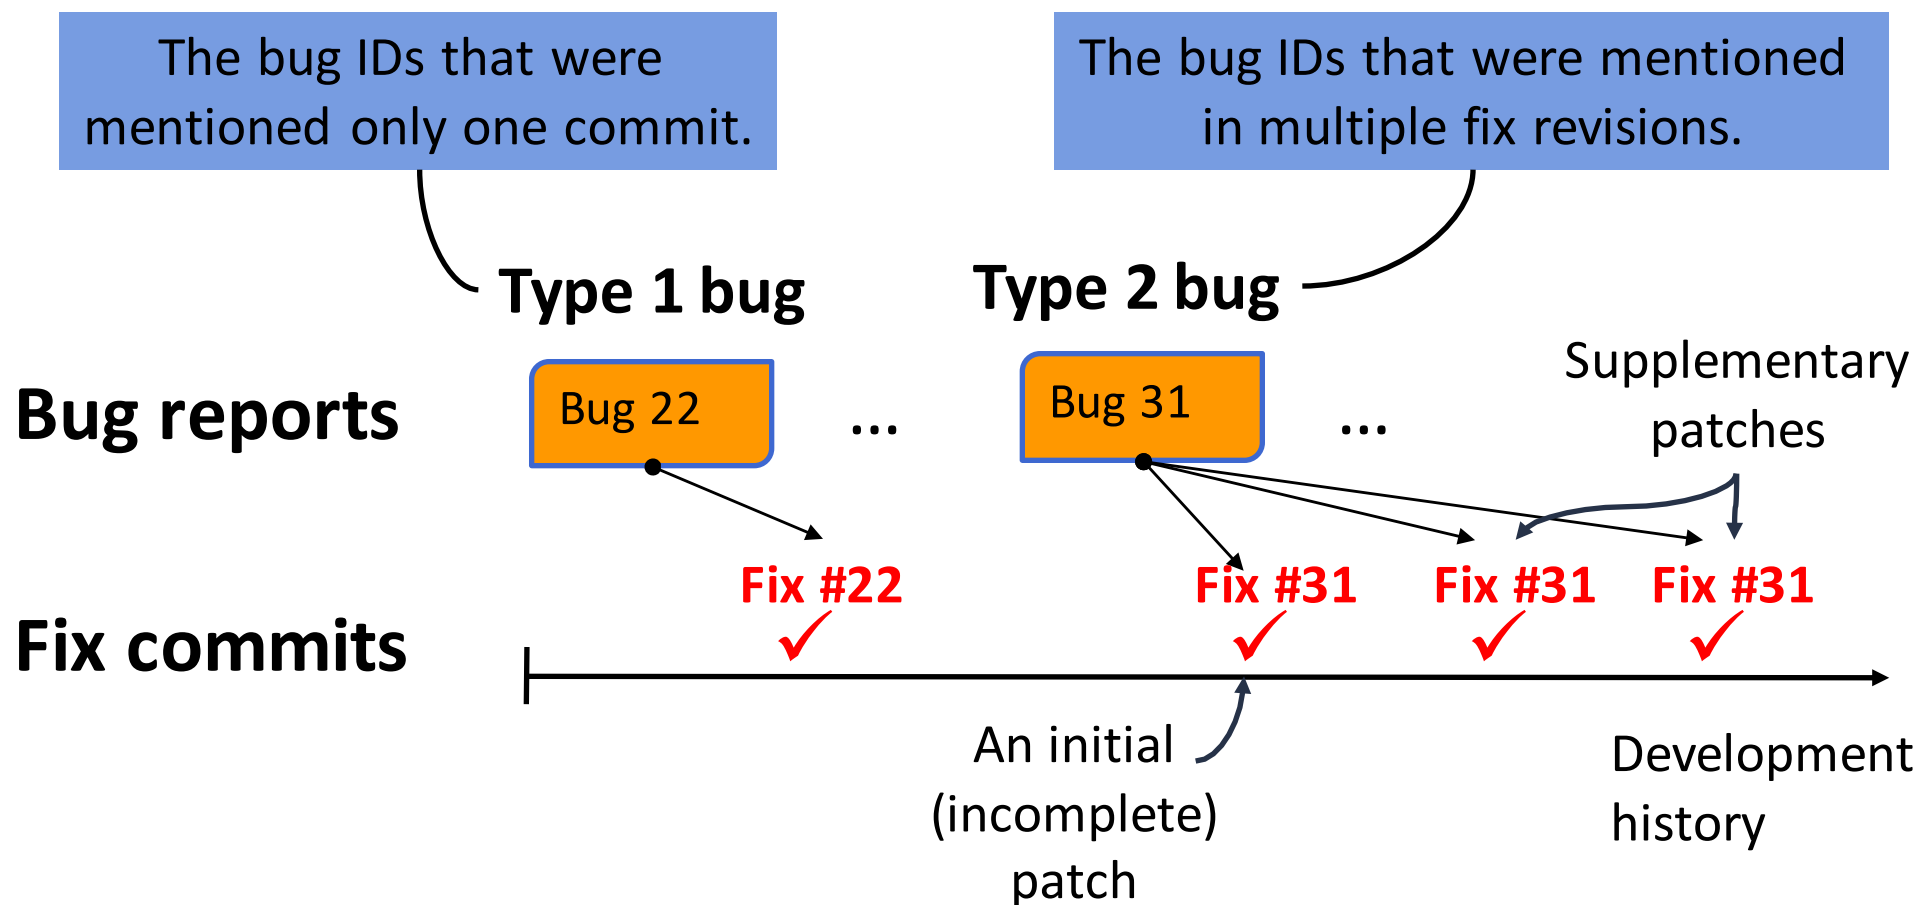 The bug IDs that were
mentioned only one commit.
The bug IDs that were mentioned
in multiple fix revisions.
Type 1 bug
Type 2 bug
Supplementary
patches
Bug reports
Bug 22
...
Bug 31
...
Fix #22
Fix #31
Fix #31
Fix #31
Fix commits
An initial
(incomplete)
patch
Development
history